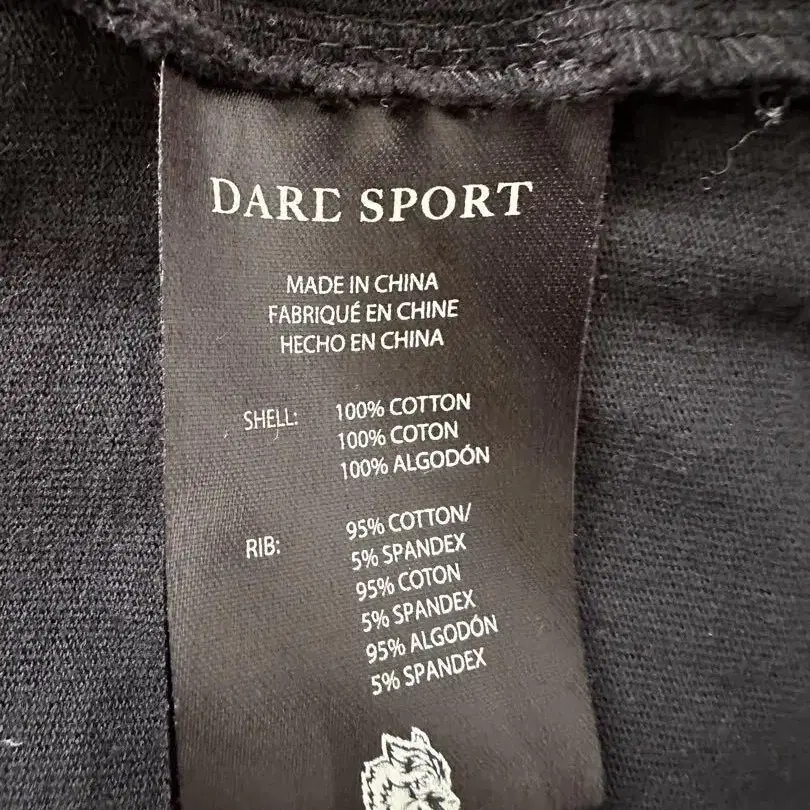 DARE SPORT
MADE IN CHINA
FABRIQUÉ EN CHINE
HECHO EN CHINA
SHELL: 100% COTTON
100% COTON
100% ALGODÓN
RIB: 95% COTTON/
5% SPANDEX
95% COTON
5% SPANDEX
95% ALGODÓN
5% SPANDEX